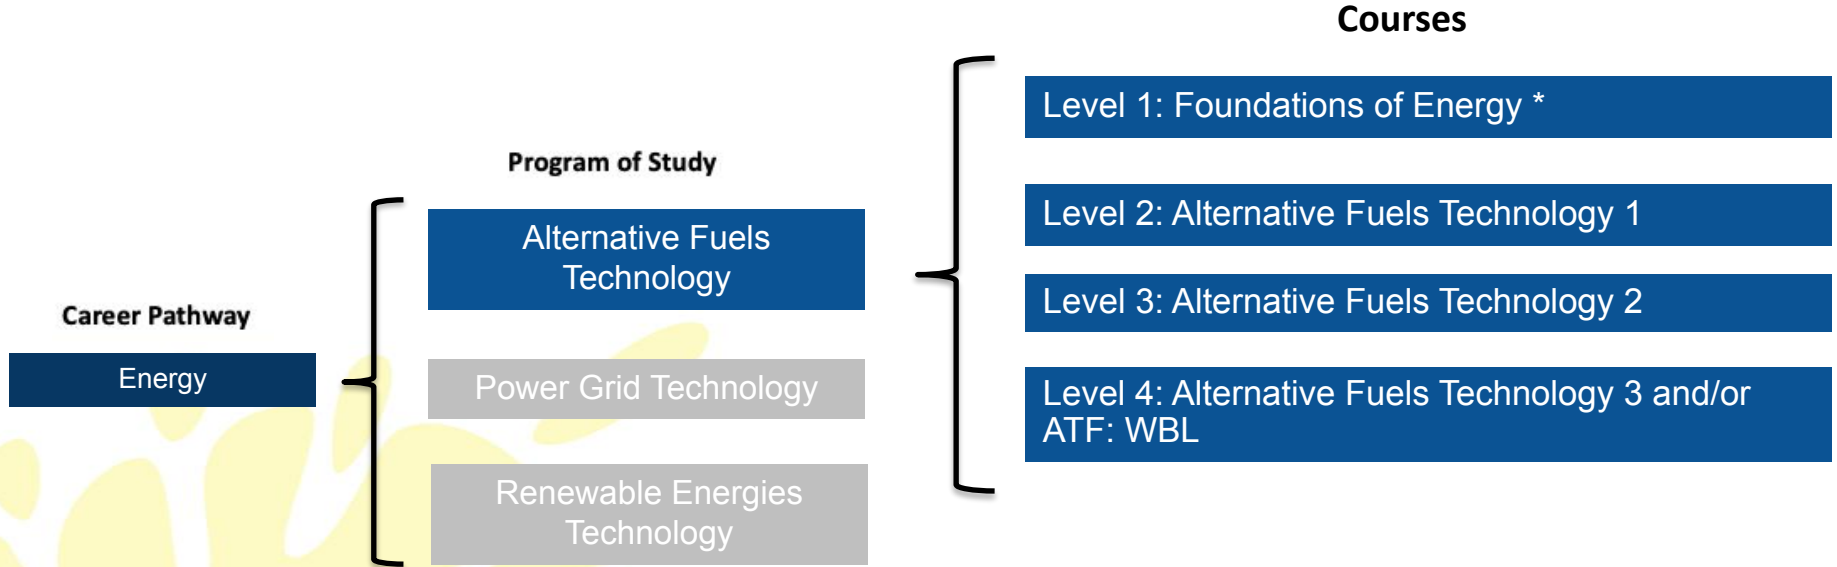 Career Pathway
Energy
Program of Study
Alternative Fuels
Technology
Power Grid Technology
Renewable Energies
Technology
Courses
Level 1: Foundations of Energy *
Level 2: Alternative Fuels Technology 1
Level 3: Alternative Fuels Technology 2
Level 4: Alternative Fuels Technology 3 and/or
ATF: WBL